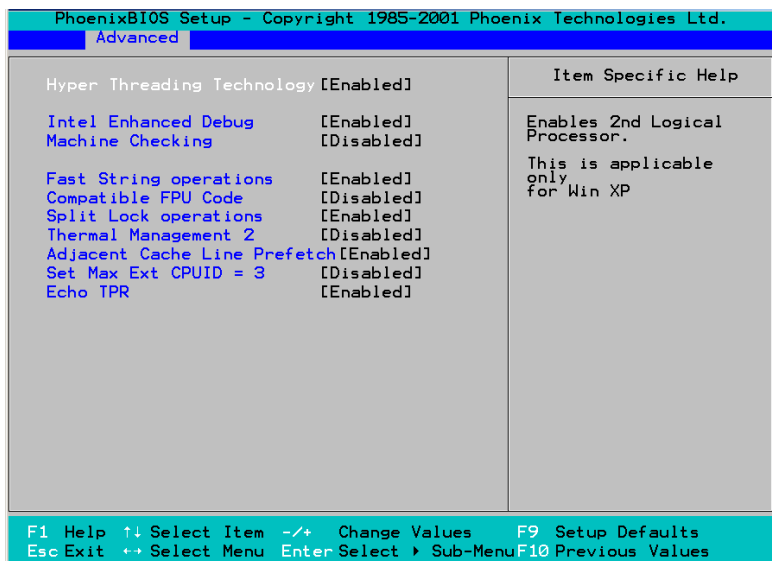 PhoenixBIOS Setup - Copyright 1985-2001 Phoenix Technologies Ltd.
Advanced
Hyper Threading Technology [Enabled]
Intel Enhanced Debug [Enabled]
Machine Checking [Disabled]
Fast String operations [Enabled]
Compatible FPU Code [Disabled]
Split Lock operations [Enabled]
Thermal Management 2 [Disabled]
Adjacent Cache Line Prefetch [Enabled]
Set Max Ext CPUID = 3 [Disabled]
Echo TPR [Enabled]
Item Specific Help
Enables 2nd Logical
Processor.
This is applicable
only
for Win XP
F1 Help ↑↓ Select Item -/+ Change Values F9 Setup Defaults
Esc Exit ↔ Select Menu Enter Select ▸ Sub-Menu F10 Previous Values